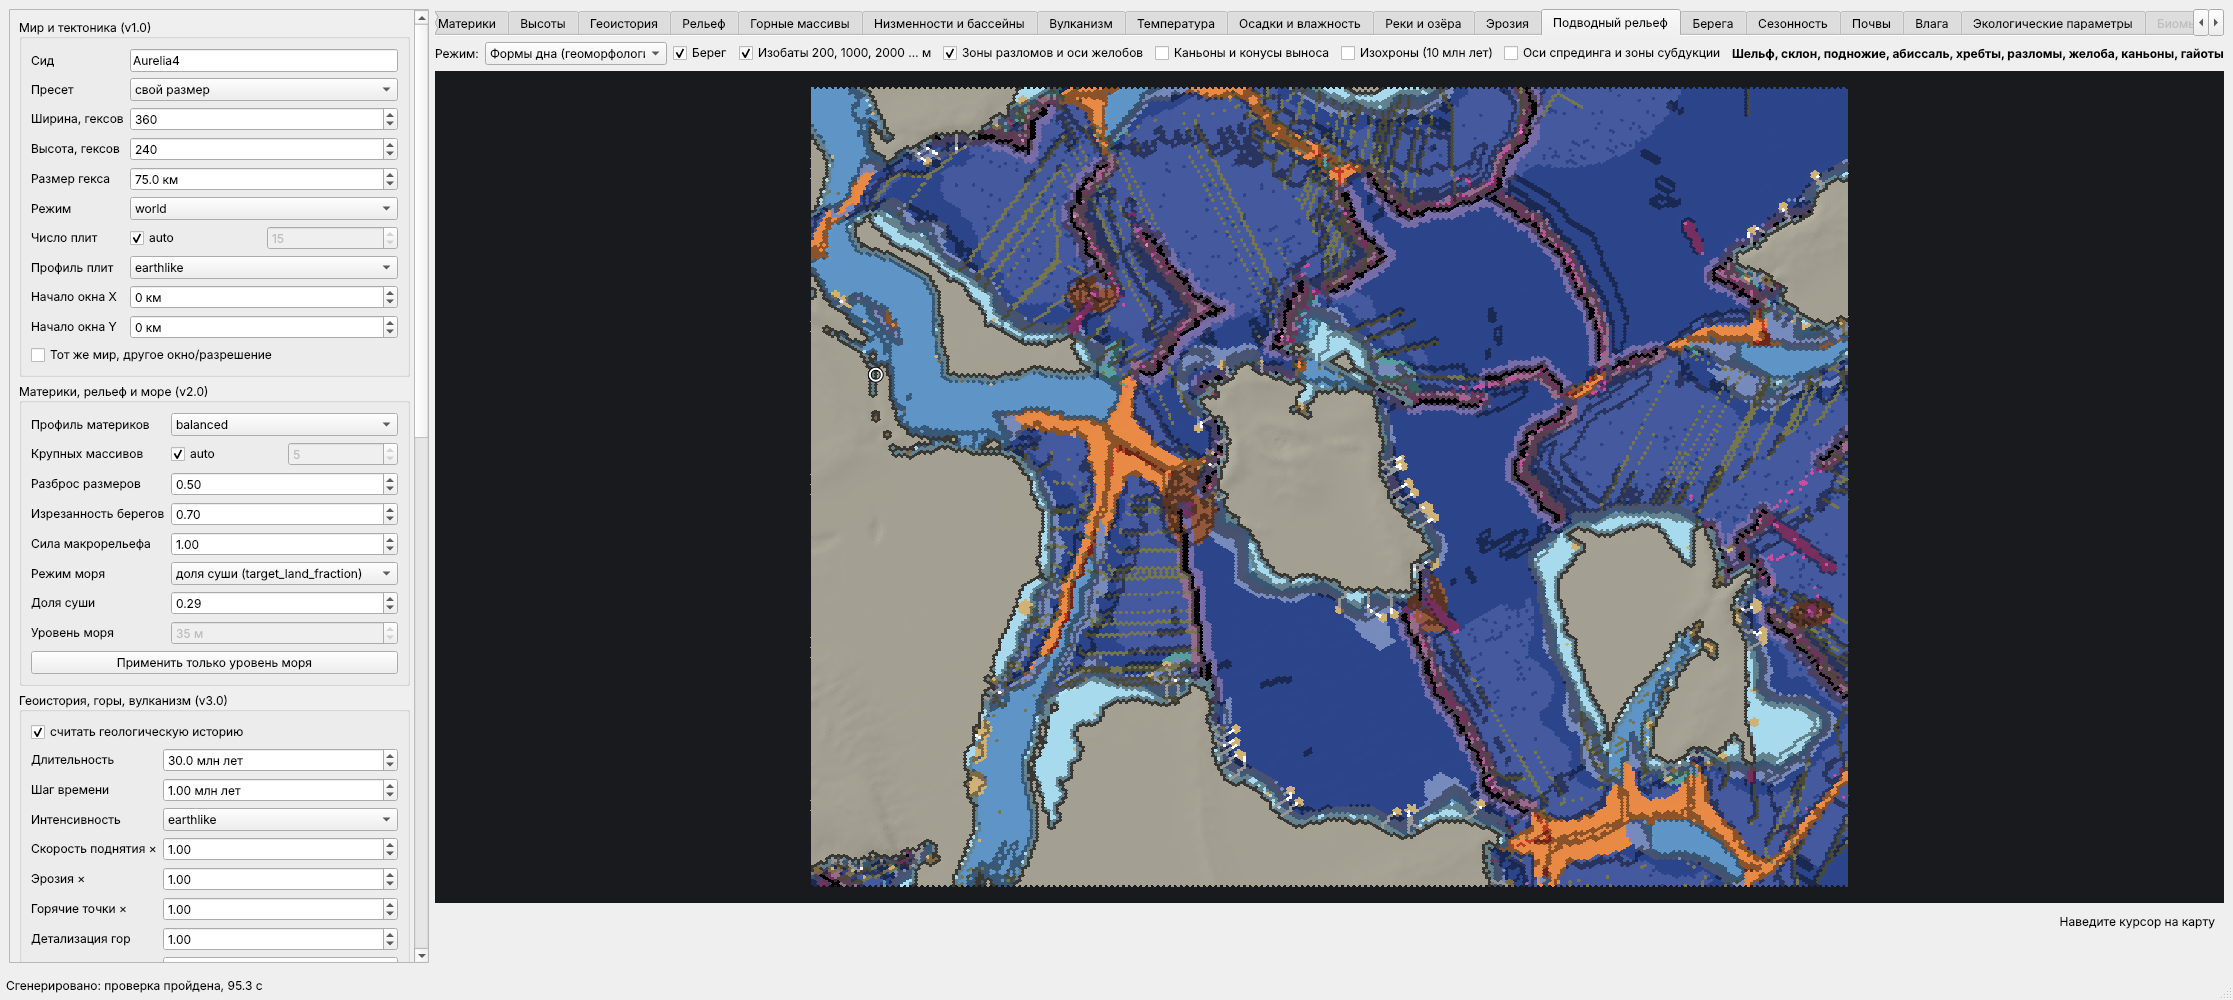 Мир и тектоника (v1.0)
Сид
Aurelia4
Пресет
свой размер
Ширина, гексов
360
Высота, гексов
240
Размер гекса
75.0 км
Режим
world
Число плит
auto
15
Профиль плит
earthlike
Начало окна X
0 км
Начало окна Y
0 км
Тот же мир, другое окно/разрешение
Материки, рельеф и море (v2.0)
Профиль материков
balanced
Крупных массивов
auto
5
Разброс размеров
0.50
Изрезанность берегов
0.70
Сила макрорельефа
1.00
Режим моря
доля суши (target_land_fraction)
Доля суши
0.29
Уровень моря
35 м
Применить только уровень моря
Геоистория, горы, вулканизм (v3.0)
считать геологическую историю
Длительность
30.0 млн лет
Шаг времени
1.00 млн лет
Интенсивность
earthlike
Скорость поднятия ×
1.00
Эрозия ×
1.00
Горячие точки ×
1.00
Детализация гор
1.00
Сгенерировано: проверка пройдена, 95.3 с
Материки
Высоты
Геоистория
Рельеф
Горные массивы
Низменности и бассейны
Вулканизм
Температура
Осадки и влажность
Реки и озёра
Эрозия
Подводный рельеф
Берега
Сезонность
Почвы
Влага
Экологические параметры
Режим:
Формы дна (геоморфологи
Берег
Изобаты 200, 1000, 2000 ... м
Зоны разломов и оси желобов
Каньоны и конусы выноса
Изохроны (10 млн лет)
Оси спрединга и зоны субдукции
Шельф, склон, подножие, абиссаль, хребты, разломы, желоба, каньоны, гайоты
Наведите курсор на карту